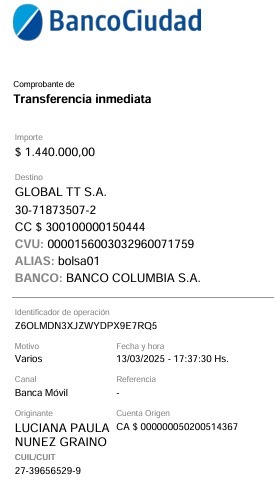 BancoCiudad
Comprobante de
Transferencia inmediata
Importe
$ 1.440.000,00
Destino
GLOBAL TT S.A.
30-71873507-2
CC $ 300100000150444
CVU: 0000156003032960071759
ALIAS: bolsa01
BANCO: BANCO COLUMBIA S.A.
Identificador de operación
Z6OLMDN3XJZWYDPX9E7RQ5
Motivo Fecha y hora
Varios 13/03/2025 - 17:37:30 Hs.
Canal Referencia
Banca Móvil -
Originante Cuenta Origen
LUCIANA PAULA CA $ 000000050200514367
NUNEZ GRAINO
CUIL/CUIT
27-39656529-9